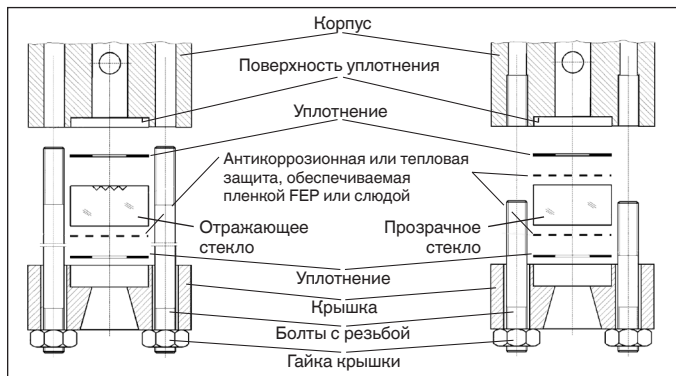 Корпус
Поверхность уплотнения
Уплотнение
Антикоррозионная или тепловая
защита, обеспечиваемая
пленкой FEP или слюдой
Отражающее
стекло
Прозрачное
стекло
Уплотнение
Крышка
Болты с резьбой
Гайка крышки